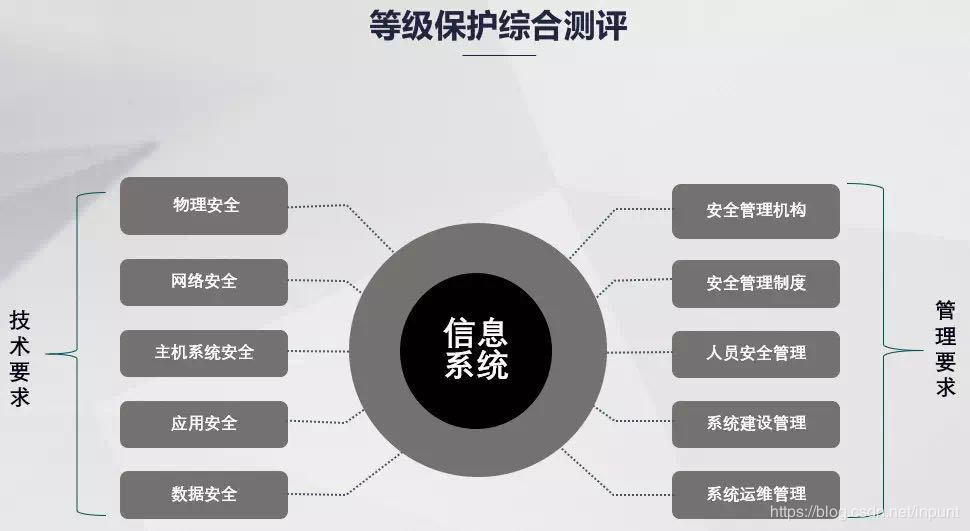 等级保护综合测评
技术要求
物理安全
网络安全
主机系统安全
应用安全
数据安全
信息
系统
安全管理机构
安全管理制度
人员安全管理
系统建设管理
系统运维管理
管理要求
https://blog.csdn.net/inpunt